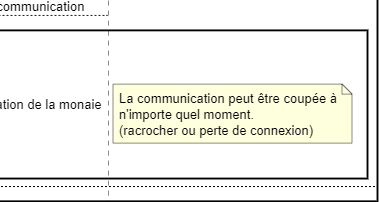 communication
ation de la monaie
La communication peut être coupée à
n'importe quel moment.
(racrocher ou perte de connexion)